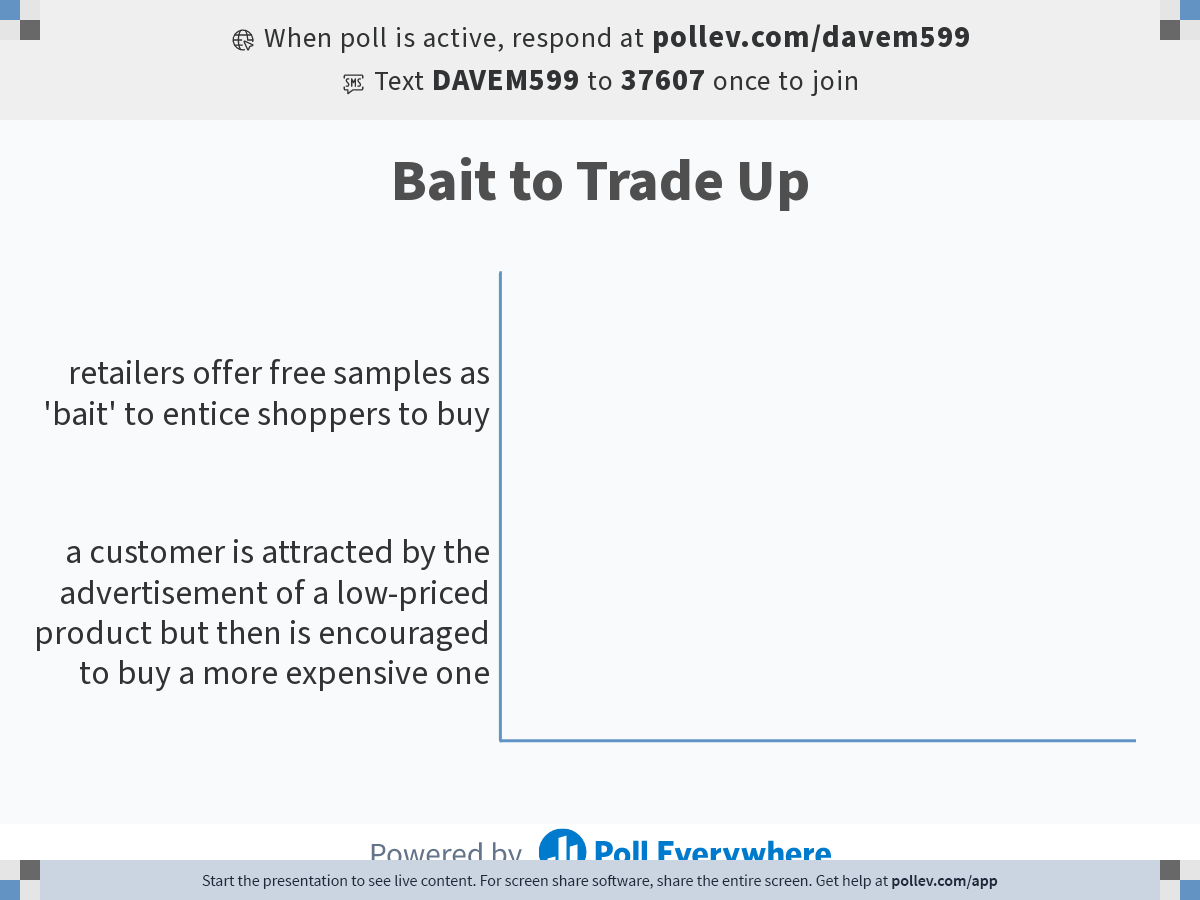 When poll is active, respond at pollev.com/davem599
SMS Text DAVEM599 to 37607 once to join
Bait to Trade Up
retailers offer free samples as
'bait' to entice shoppers to buy
a customer is attracted by the
advertisement of a low-priced
product but then is encouraged
to buy a more expensive one
Powered by Poll Everywhere
Start the presentation to see live content. For screen share software, share the entire screen. Get help at pollev.com/app